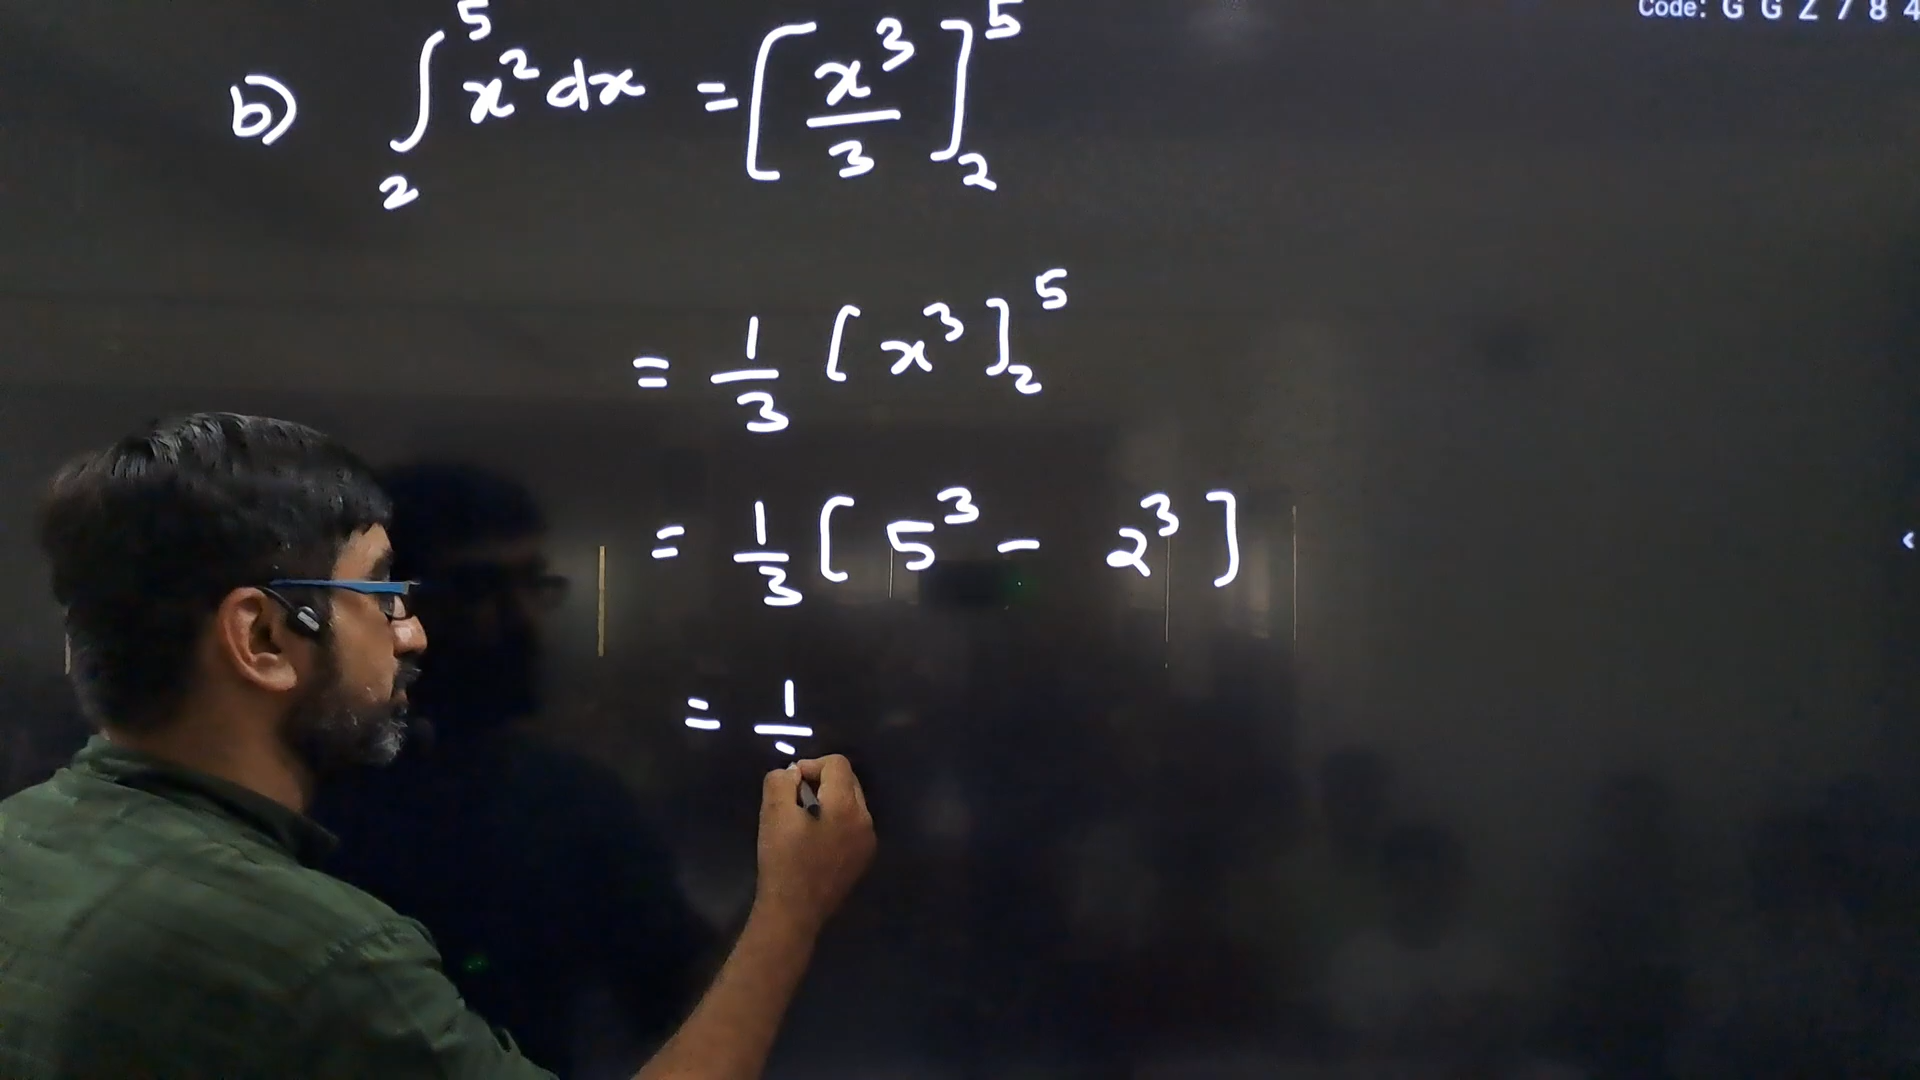 Code: G G Z 7 8 4
b) ∫₂⁵ x² dx = [x³/3]₂⁵
= 1/3 [x³]₂⁵
= 1/3 [5³ - 2³]
= 1/